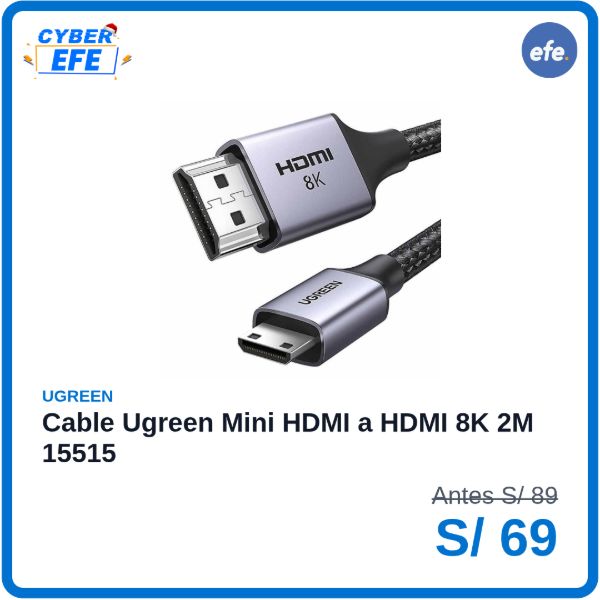 CYBER
EFE
efe.
HDMI
8K
UGREEN
UGREEN
Cable Ugreen Mini HDMI a HDMI 8K 2M
15515
Antes S/ 89
S/ 69